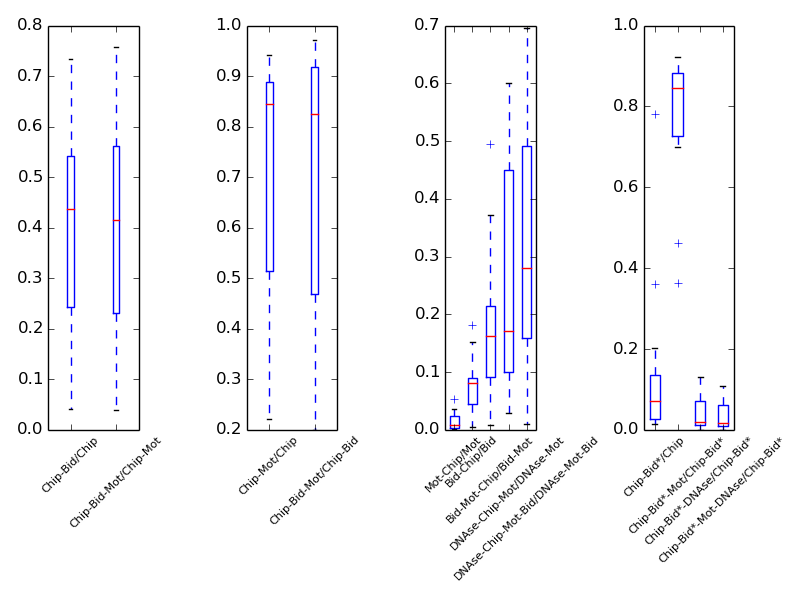 0.8
0.7
0.6
0.5
0.4
0.3
0.2
0.1
0.0
Chip-Bid/Chip
Chip-Bid-Mot/Chip-Mot
1.0
0.9
0.8
0.7
0.6
0.5
0.4
0.3
0.2
Chip-Mot/Chip
Chip-Bid-Mot/Chip-Bid
0.7
0.6
0.5
0.4
0.3
0.2
0.1
0.0
Mot-Chip/Mot
Bid-Chip/Bid
Bid-Mot-Chip/Bid-Mot
DNAse-Chip-Mot/DNAse-Mot
DNAse-Chip-Mot-Bid/DNAse-Mot-Bid
1.0
0.8
0.6
0.4
0.2
0.0
Chip-Bid*/Chip
Chip-Bid*-Mot/Chip-Bid*
Chip-Bid*-DNAse/Chip-Bid*
Chip-Bid*-Mot-DNAse/Chip-Bid*